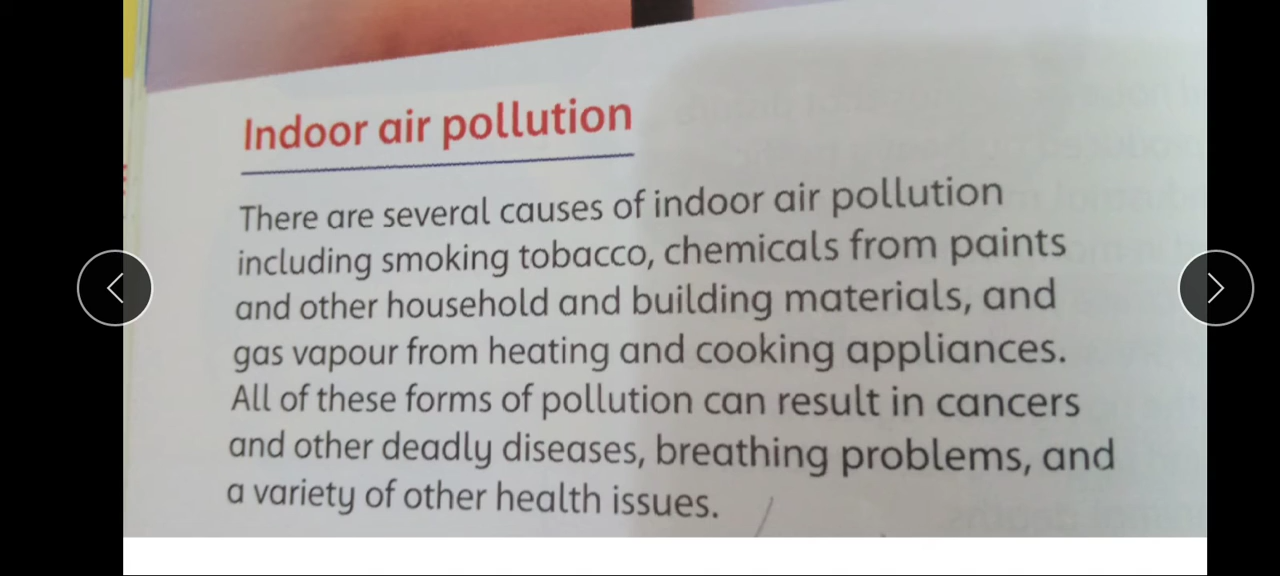 Indoor air pollution
There are several causes of indoor air pollution
including smoking tobacco, chemicals from paints
and other household and building materials, and
gas vapour from heating and cooking appliances.
All of these forms of pollution can result in cancers
and other deadly diseases, breathing problems, and
a variety of other health issues.